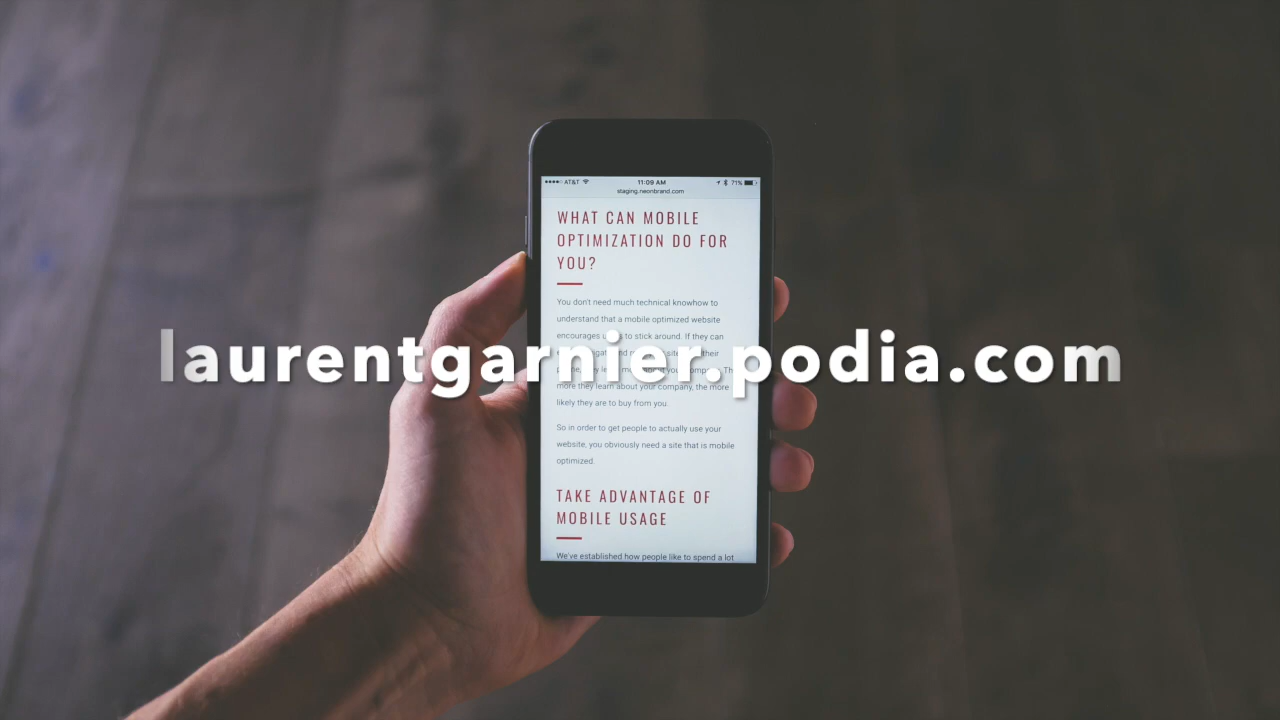 AT&T 11:09 AM 71%
staging.neonbrand.com
WHAT CAN MOBILE
OPTIMIZATION DO FOR
YOU?
You don't need much technical knowhow to
understand that a mobile optimized website
encourages to stick around. If they can
laurentgarnier.podia.com
more they learn about your company, the more
likely they are to buy from you.
So in order to get people to actually use your
website, you obviously need a site that is mobile
optimized.
TAKE ADVANTAGE OF
MOBILE USAGE
We've established how people like to spend a lot